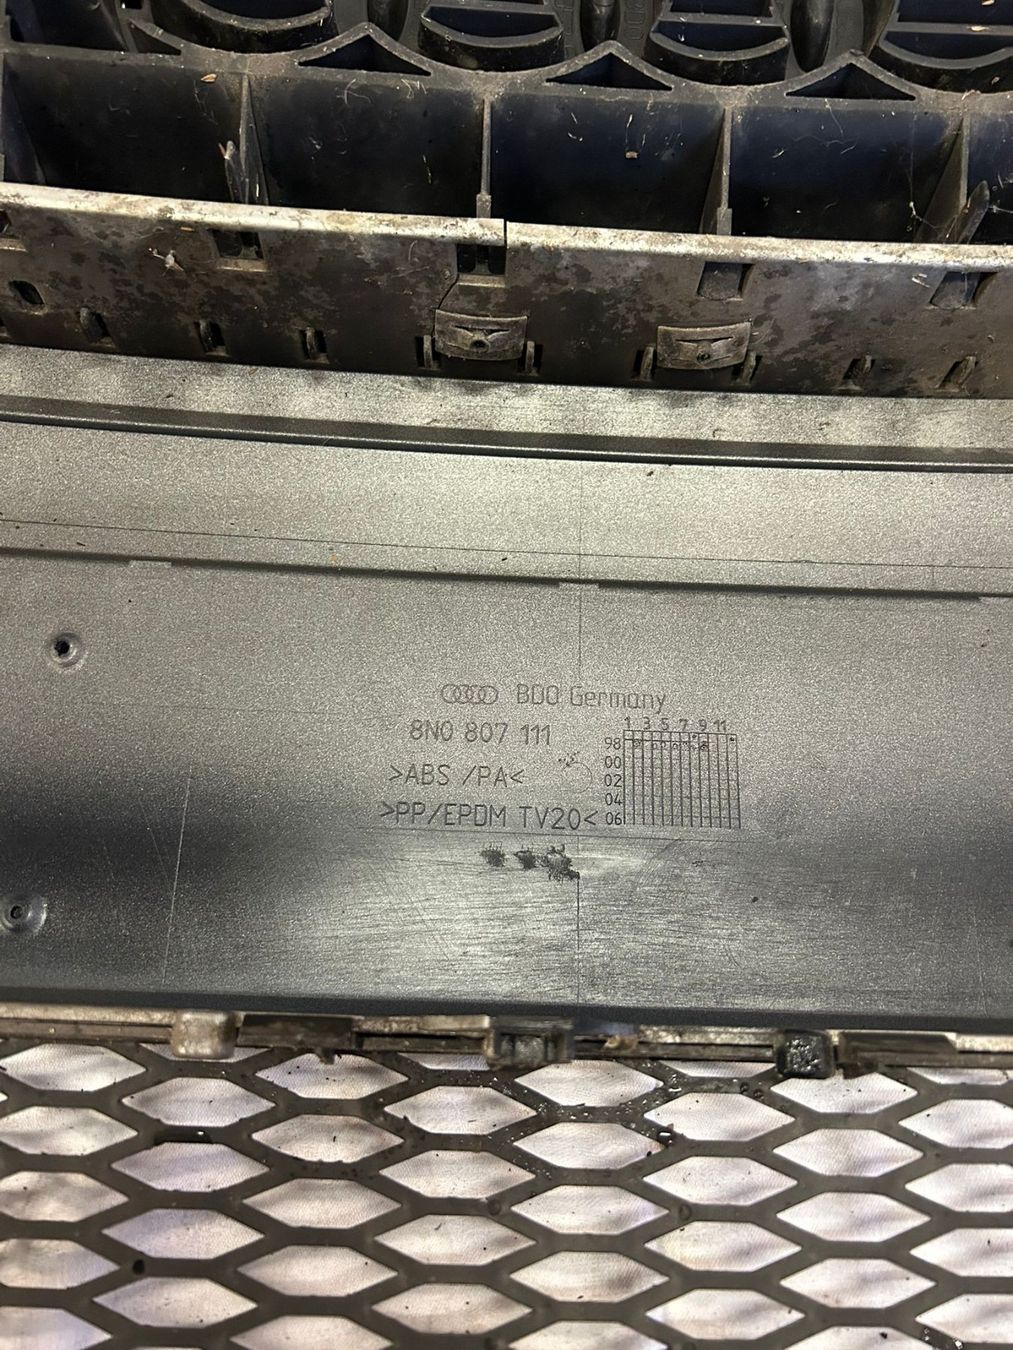 BDO Germany
8N0 807 111
>ABS /PA<
>PP/EPDM TV20<
1 3 5 7 9 11
98
00
02
04
06